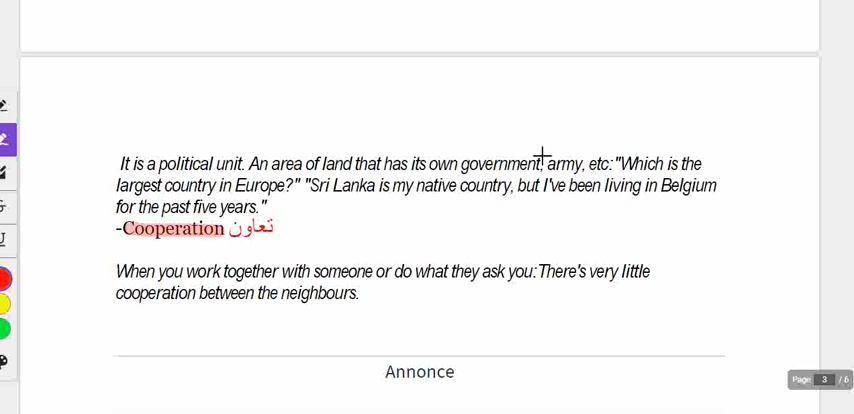 It is a political unit. An area of land that has its own government, army, etc:"Which is the
largest country in Europe?" "Sri Lanka is my native country, but I've been living in Belgium
for the past five years."
-Cooperation تعاون
When you work together with someone or do what they ask you:There's very little
cooperation between the neighbours.
Annonce
Page 3 / 6